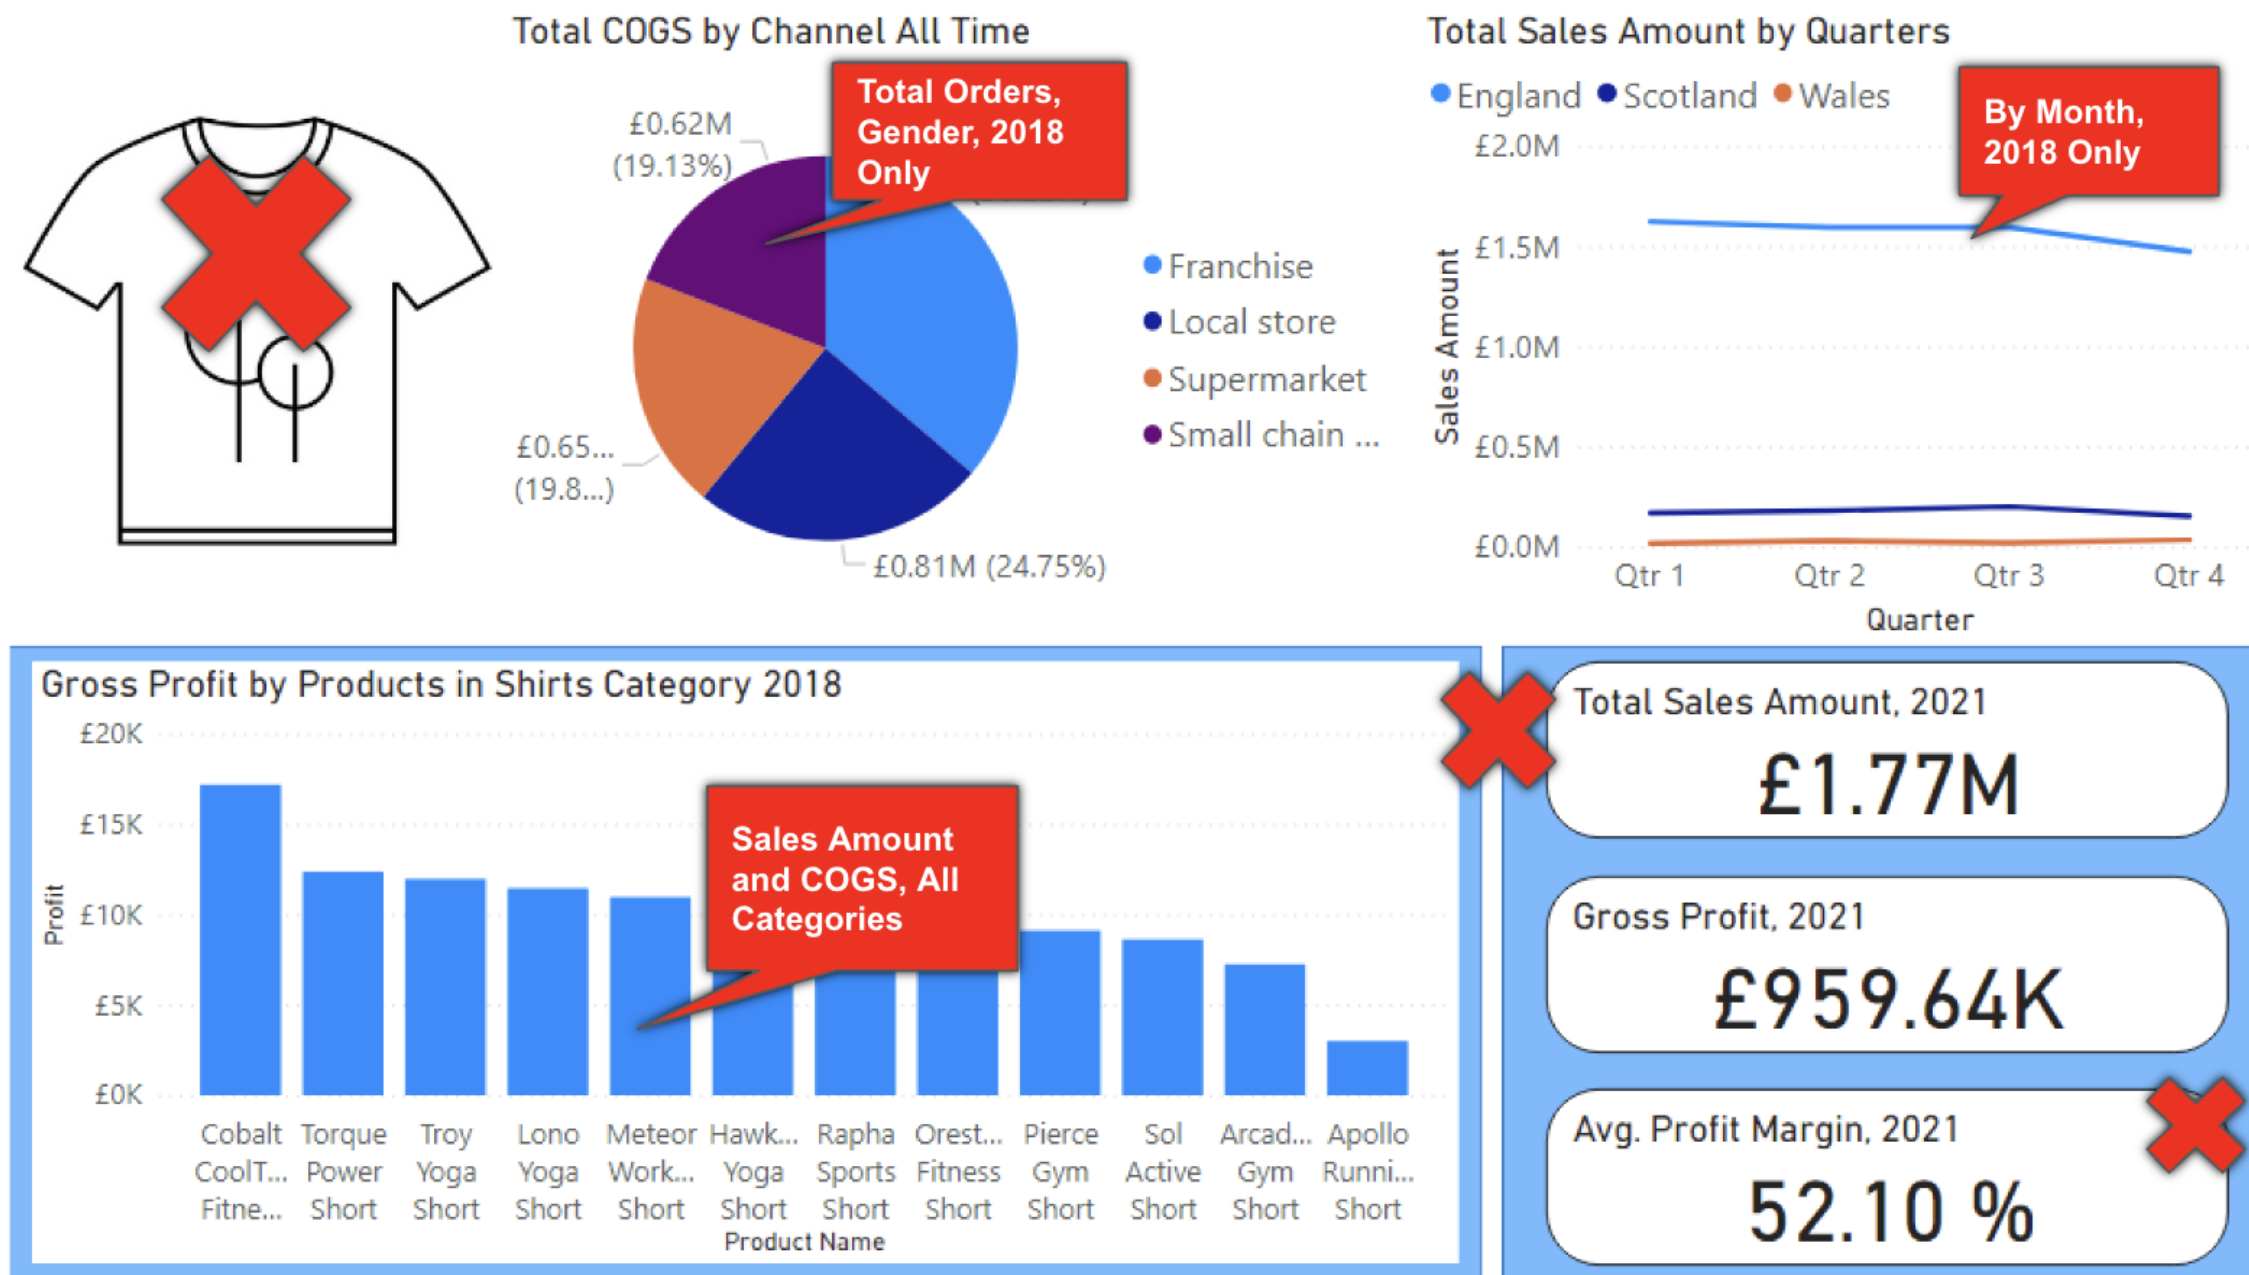 Total COGS by Channel All Time
£0.62M
(19.13%)
Total Orders,
Gender, 2018
Only
Franchise
Local store
Supermarket
Small chain ...
£0.65...
(19.8...)
£0.81M (24.75%)
Total Sales Amount by Quarters
England Scotland Wales
By Month,
2018 Only
Sales Amount
£2.0M
£1.5M
£1.0M
£0.5M
£0.0M
Qtr 1 Qtr 2 Qtr 3 Qtr 4
Quarter
Gross Profit by Products in Shirts Category 2018
Profit
£20K
£15K
£10K
£5K
£0K
Sales Amount
and COGS, All
Categories
Cobalt Torque Troy Lono Meteor Hawk... Rapha Orest... Pierce Sol Arcad... Apollo
CoolT... Power Yoga Yoga Work... Yoga Sports Fitness Gym Active Gym Runni...
Fitne... Short Short Short Short Short Short Short Short Short Short Short
Product Name
Total Sales Amount, 2021
£1.77M
Gross Profit, 2021
£959.64K
Avg. Profit Margin, 2021
52.10 %